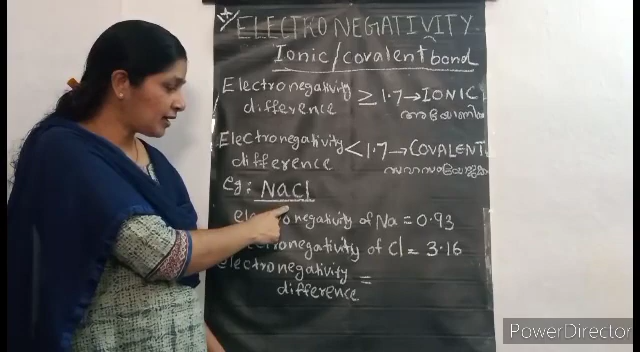 ELECTRONEGATIVITY
Ionic/covalent bond
Electronegativity
difference ≥ 1.7→IONIC
Electronegativity
difference < 1.7→COVALENT
eg: NaCl
electronegativity of Na = 0.93
electronegativity of Cl = 3.16
electronegativity
difference =
PowerDirector